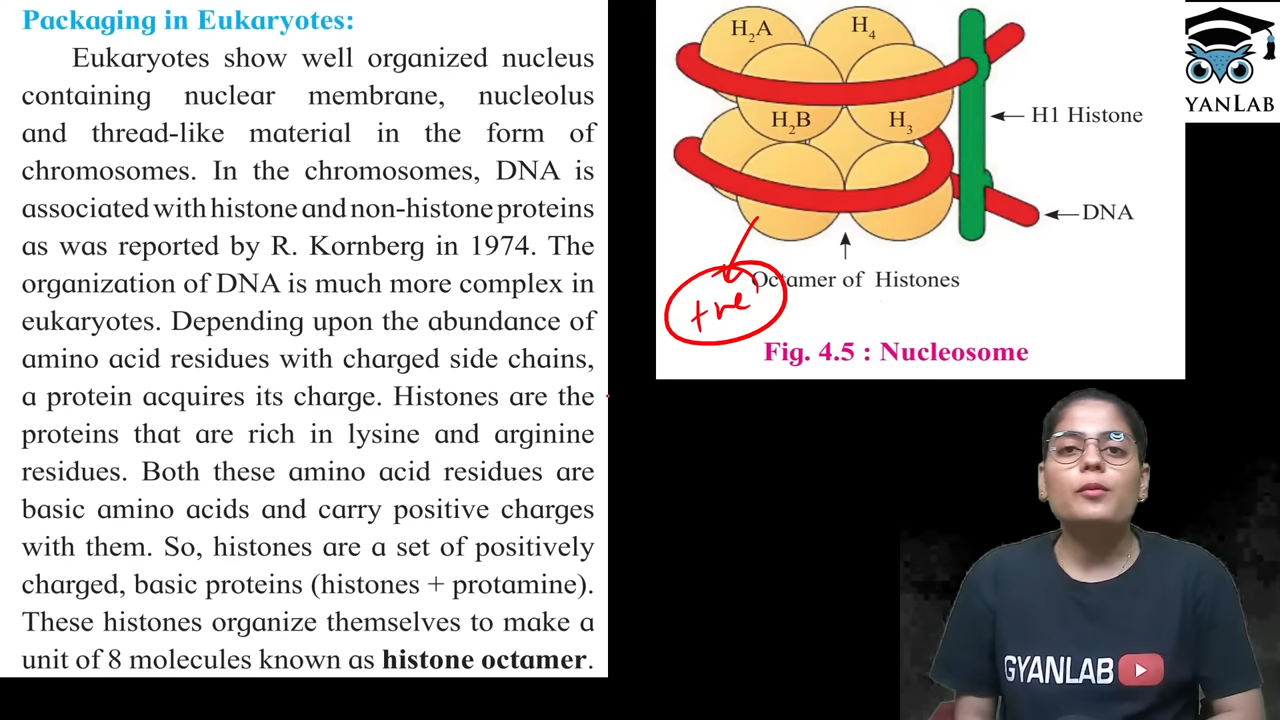 Packaging in Eukaryotes:
Eukaryotes show well organized nucleus
containing nuclear membrane, nucleolus
and thread-like material in the form of
chromosomes. In the chromosomes, DNA is
associated with histone and non-histone proteins
as was reported by R. Kornberg in 1974. The
organization of DNA is much more complex in
eukaryotes. Depending upon the abundance of
amino acid residues with charged side chains,
a protein acquires its charge. Histones are the
proteins that are rich in lysine and arginine
residues. Both these amino acid residues are
basic amino acids and carry positive charges
with them. So, histones are a set of positively
charged, basic proteins (histones + protamine).
These histones organize themselves to make a
unit of 8 molecules known as histone octamer.
H₂A
H₄
H₂B
H₃
H1 Histone
DNA
Octamer of Histones
+ve
Fig. 4.5 : Nucleosome
YANLAB
GYANLAB